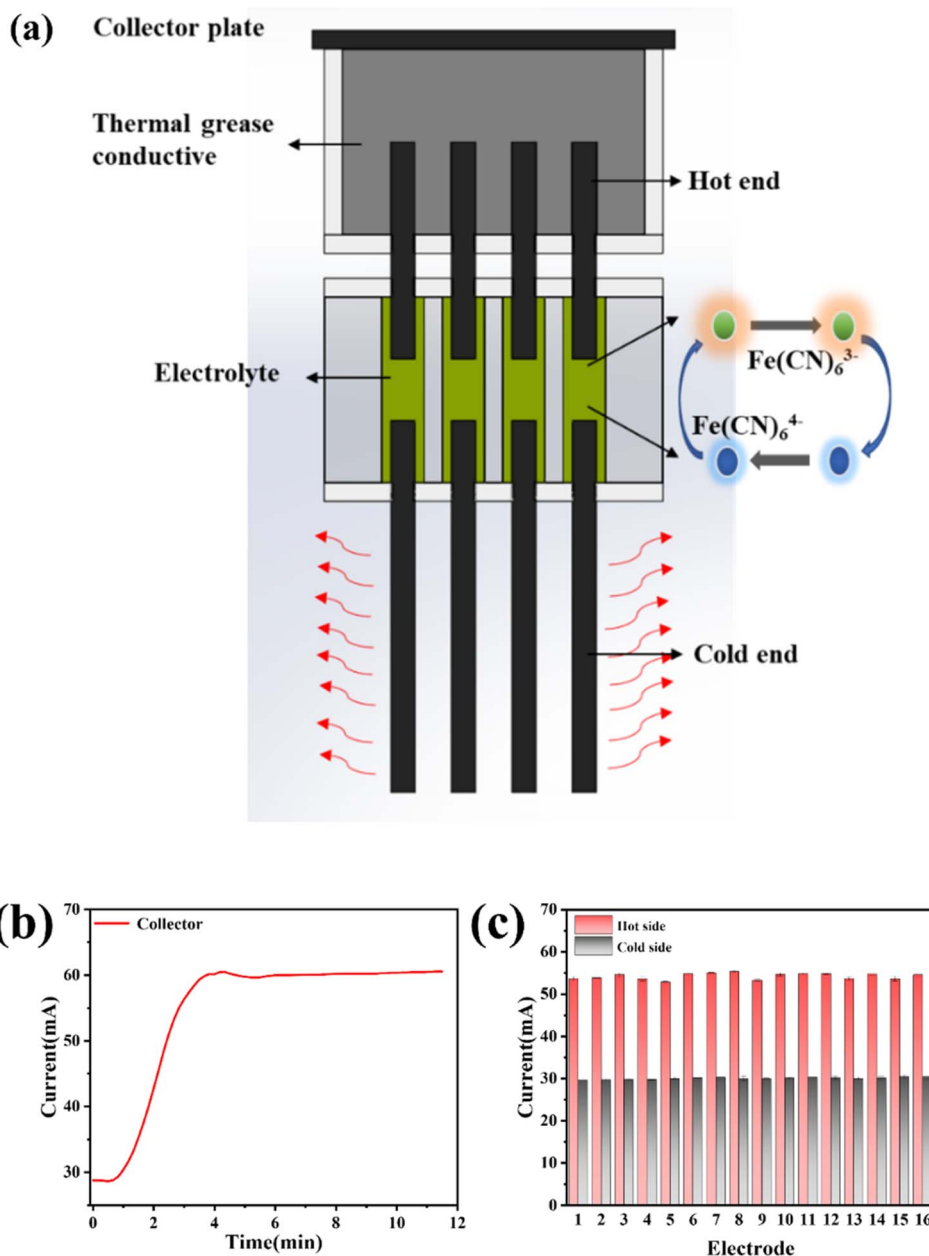 (a)
Collector plate
Thermal grease
conductive
Hot end
Electrolyte
Fe(CN)₆³⁻
Fe(CN)₆⁴⁻
Cold end
(b)
70
60
50
40
30
Current(mA)
Collector
0 2 4 6 8 10 12
Time(min)
(c)
70
60
50
40
30
20
10
0
Current(mA)
Hot side
Cold side
1 2 3 4 5 6 7 8 9 10 11 12 13 14 15 16
Electrode